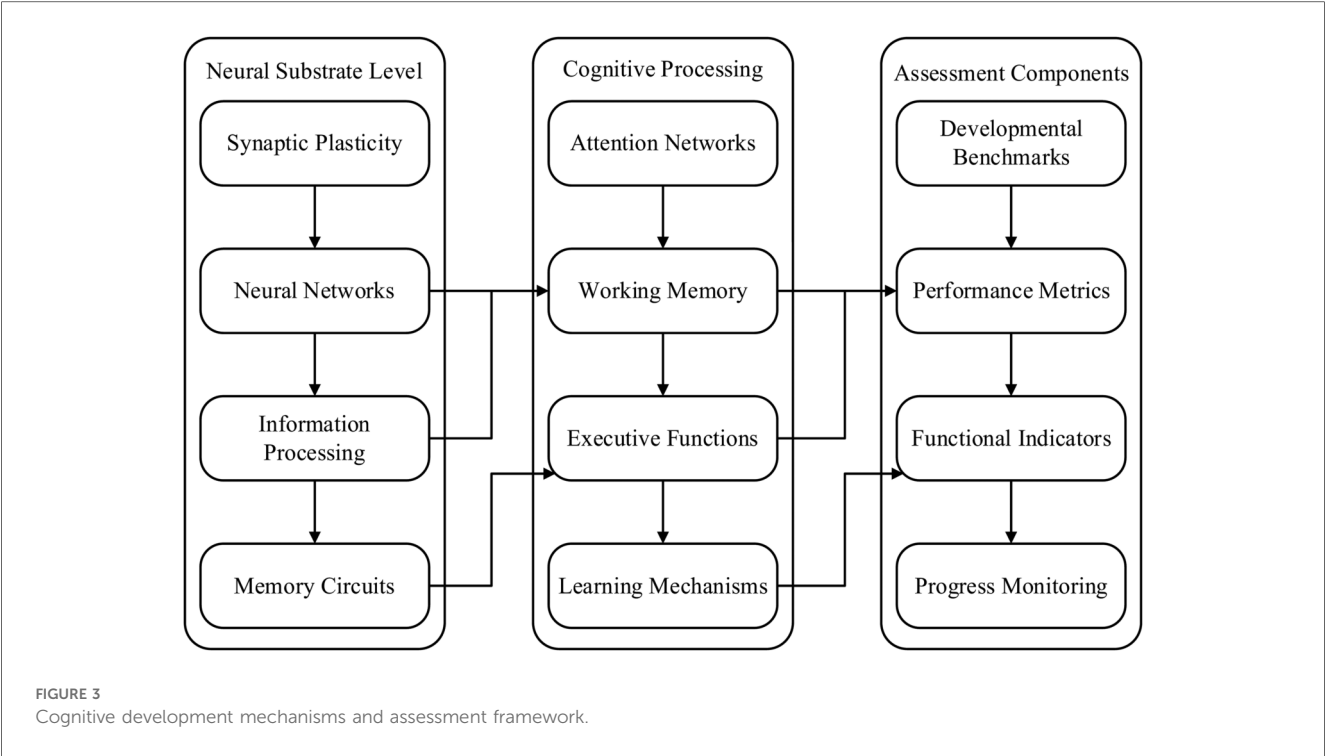 Neural Substrate Level
Synaptic Plasticity
Neural Networks
Information
Processing
Memory Circuits
Cognitive Processing
Attention Networks
Working Memory
Executive Functions
Learning Mechanisms
Assessment Components
Developmental
Benchmarks
Performance Metrics
Functional Indicators
Progress Monitoring
FIGURE 3
Cognitive development mechanisms and assessment framework.